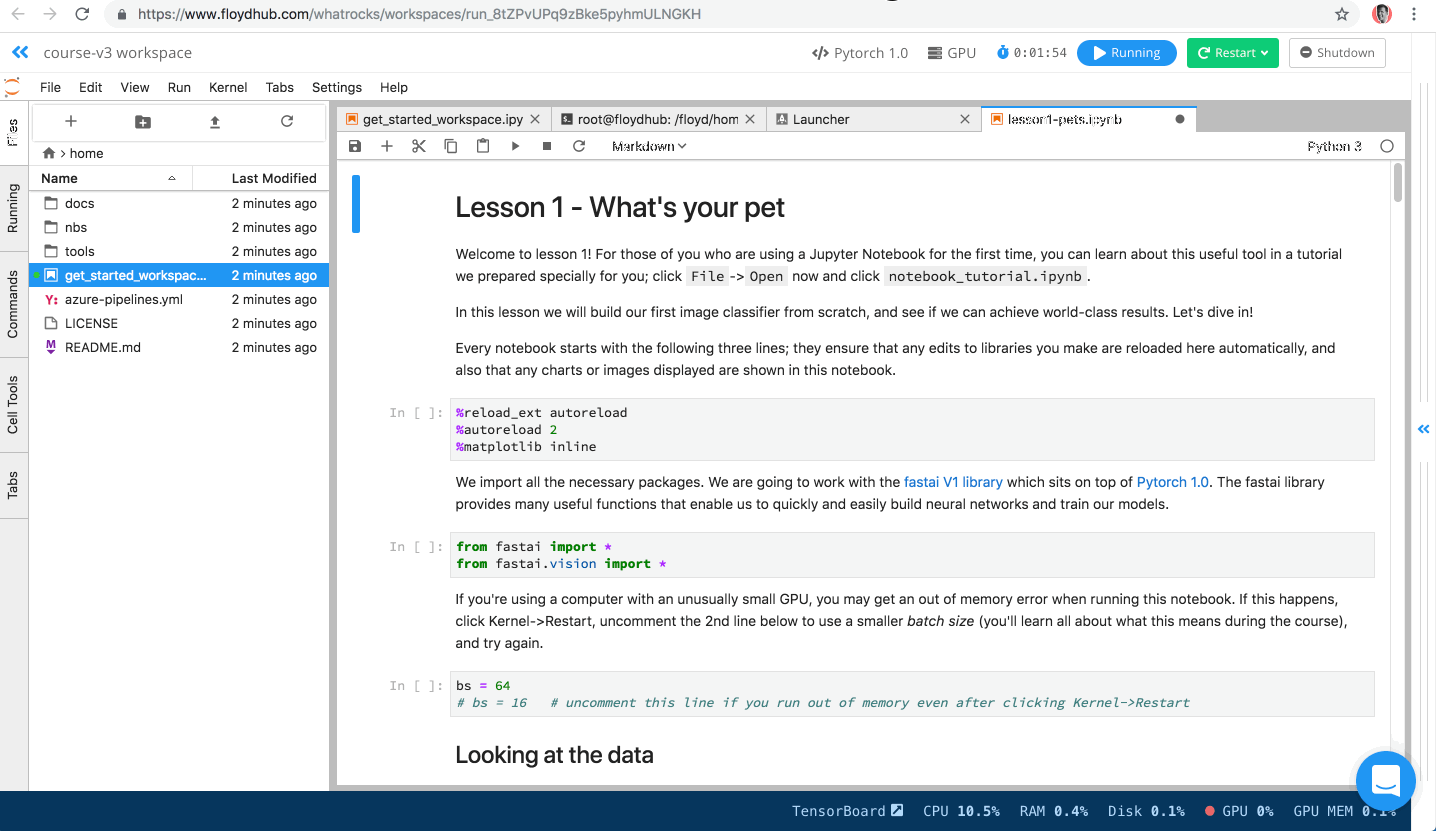 https://www.floydhub.com/whatrocks/workspaces/run_8tZPvUPq9zBke5pyhmULNGKH
course-v3 workspace
Pytorch 1.0
GPU
0:01:54
Running
Restart
Shutdown
File Edit View Run Kernel Tabs Settings Help
Files
Running
Commands
Cell Tools
Tabs
home
Name Last Modified
docs 2 minutes ago
nbs 2 minutes ago
tools 2 minutes ago
get_started_workspac... 2 minutes ago
Y: azure-pipelines.yml 2 minutes ago
LICENSE 2 minutes ago
M README.md 2 minutes ago
get_started_workspace.ipy
root@floydhub: /floyd/hom
Launcher
lesson1-pets.ipynb
Markdown
Python 3
Lesson 1 - What's your pet
Welcome to lesson 1! For those of you who are using a Jupyter Notebook for the first time, you can learn about this useful tool in a tutorial
we prepared specially for you; click File -> Open now and click notebook_tutorial.ipynb .
In this lesson we will build our first image classifier from scratch, and see if we can achieve world-class results. Let's dive in!
Every notebook starts with the following three lines; they ensure that any edits to libraries you make are reloaded here automatically, and
also that any charts or images displayed are shown in this notebook.
In [ ]:
%reload_ext autoreload
%autoreload 2
%matplotlib inline
We import all the necessary packages. We are going to work with the fastai V1 library which sits on top of Pytorch 1.0. The fastai library
provides many useful functions that enable us to quickly and easily build neural networks and train our models.
In [ ]:
from fastai import *
from fastai.vision import *
If you're using a computer with an unusually small GPU, you may get an out of memory error when running this notebook. If this happens,
click Kernel->Restart, uncomment the 2nd line below to use a smaller batch size (you'll learn all about what this means during the course),
and try again.
In [ ]:
bs = 64
# bs = 16   # uncomment this line if you run out of memory even after clicking Kernel->Restart
Looking at the data
TensorBoard CPU 10.5% RAM 0.4% Disk 0.1% GPU 0% GPU MEM 0.1%